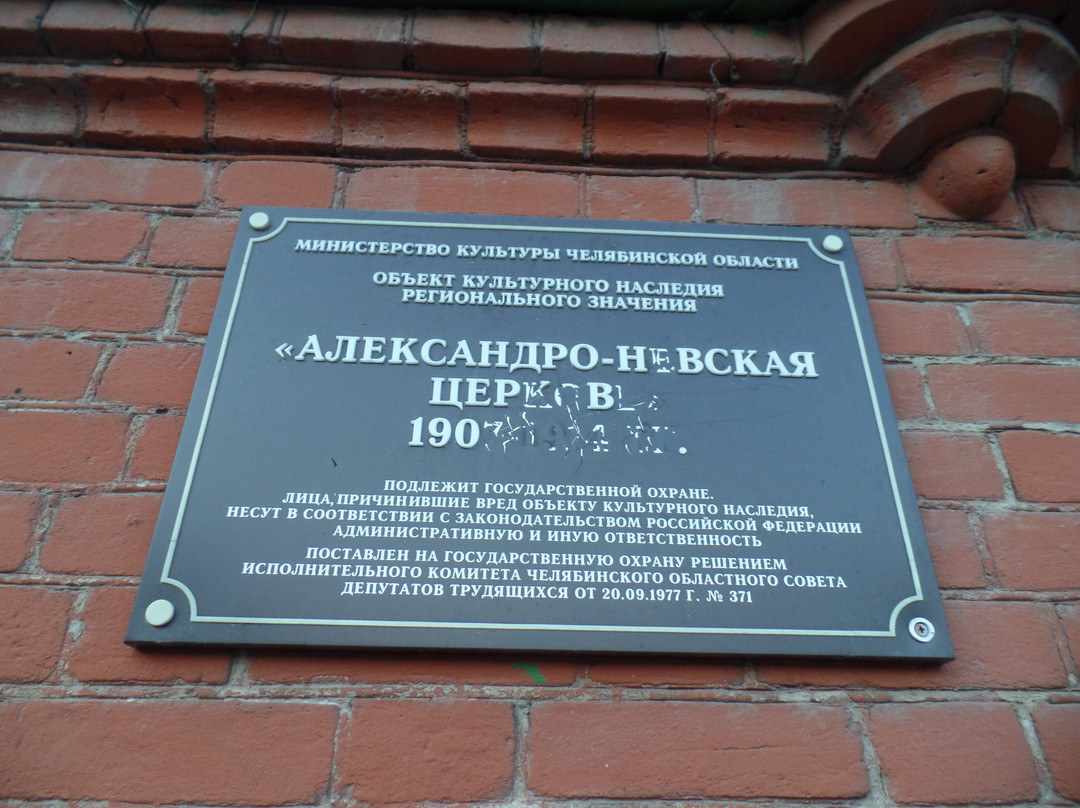 МИНИСТЕРСТВО КУЛЬТУРЫ ЧЕЛЯБИНСКОЙ ОБЛАСТИ
ОБЪЕКТ КУЛЬТУРНОГО НАСЛЕДИЯ
РЕГИОНАЛЬНОГО ЗНАЧЕНИЯ
«АЛЕКСАНДРО-НЕВСКАЯ
ЦЕРКОВЬ
ПОДЛЕЖИТ ГОСУДАРСТВЕННОЙ ОХРАНЕ.
ЛИЦА, ПРИЧИНИВШИЕ ВРЕД ОБЪЕКТУ КУЛЬТУРНОГО НАСЛЕДИЯ,
НЕСУТ В СООТВЕТСТВИИ С ЗАКОНОДАТЕЛЬСТВОМ РОССИЙСКОЙ ФЕДЕРАЦИИ
АДМИНИСТРАТИВНУЮ И ИНУЮ ОТВЕТСТВЕННОСТЬ
ПОСТАВЛЕН НА ГОСУДАРСТВЕННУЮ ОХРАНУ РЕШЕНИЕМ
ИСПОЛНИТЕЛЬНОГО КОМИТЕТА ЧЕЛЯБИНСКОГО ОБЛАСТНОГО СОВЕТА
ДЕПУТАТОВ ТРУДЯЩИХСЯ ОТ 20.09.1977 Г. № 371